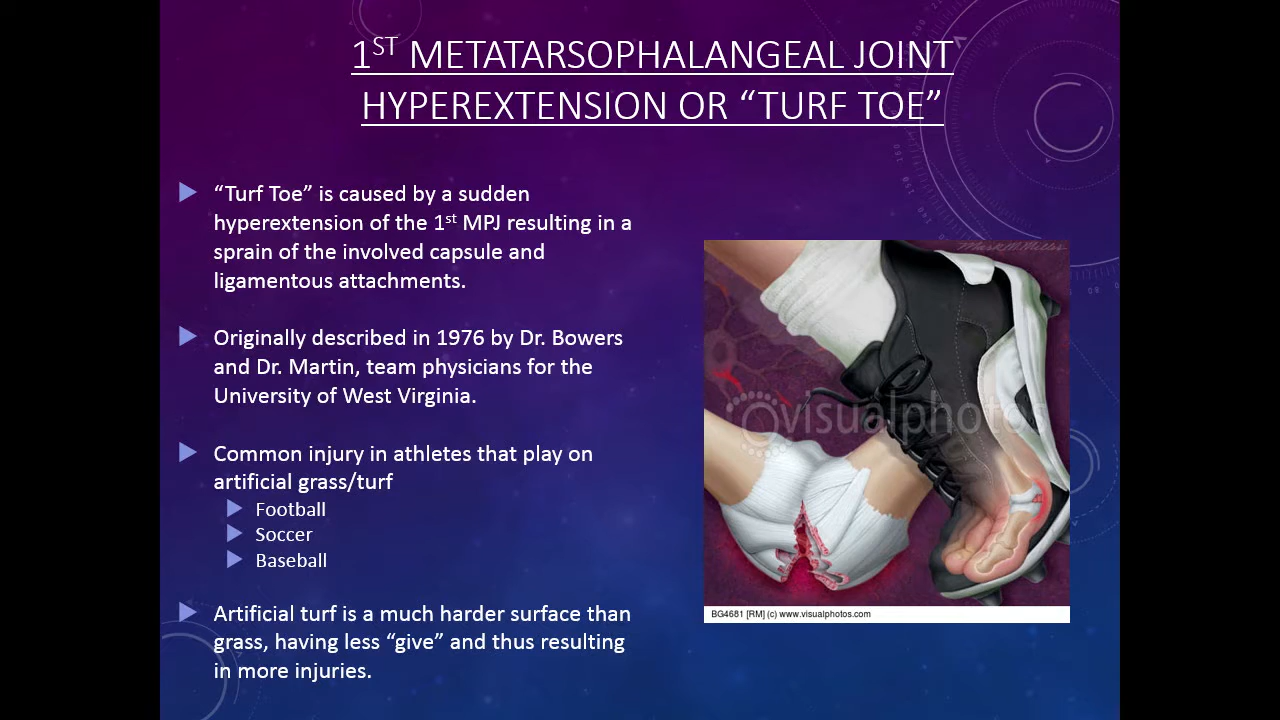 1ST METATARSOPHALANGEAL JOINT
HYPEREXTENSION OR “TURF TOE”
“Turf Toe” is caused by a sudden
hyperextension of the 1st MPJ resulting in a
sprain of the involved capsule and
ligamentous attachments.
Originally described in 1976 by Dr. Bowers
and Dr. Martin, team physicians for the
University of West Virginia.
Common injury in athletes that play on
artificial grass/turf
Football
Soccer
Baseball
Artificial turf is a much harder surface than
grass, having less “give” and thus resulting
in more injuries.
visualphotos
BG4681 [RM] (c) www.visualphotos.com